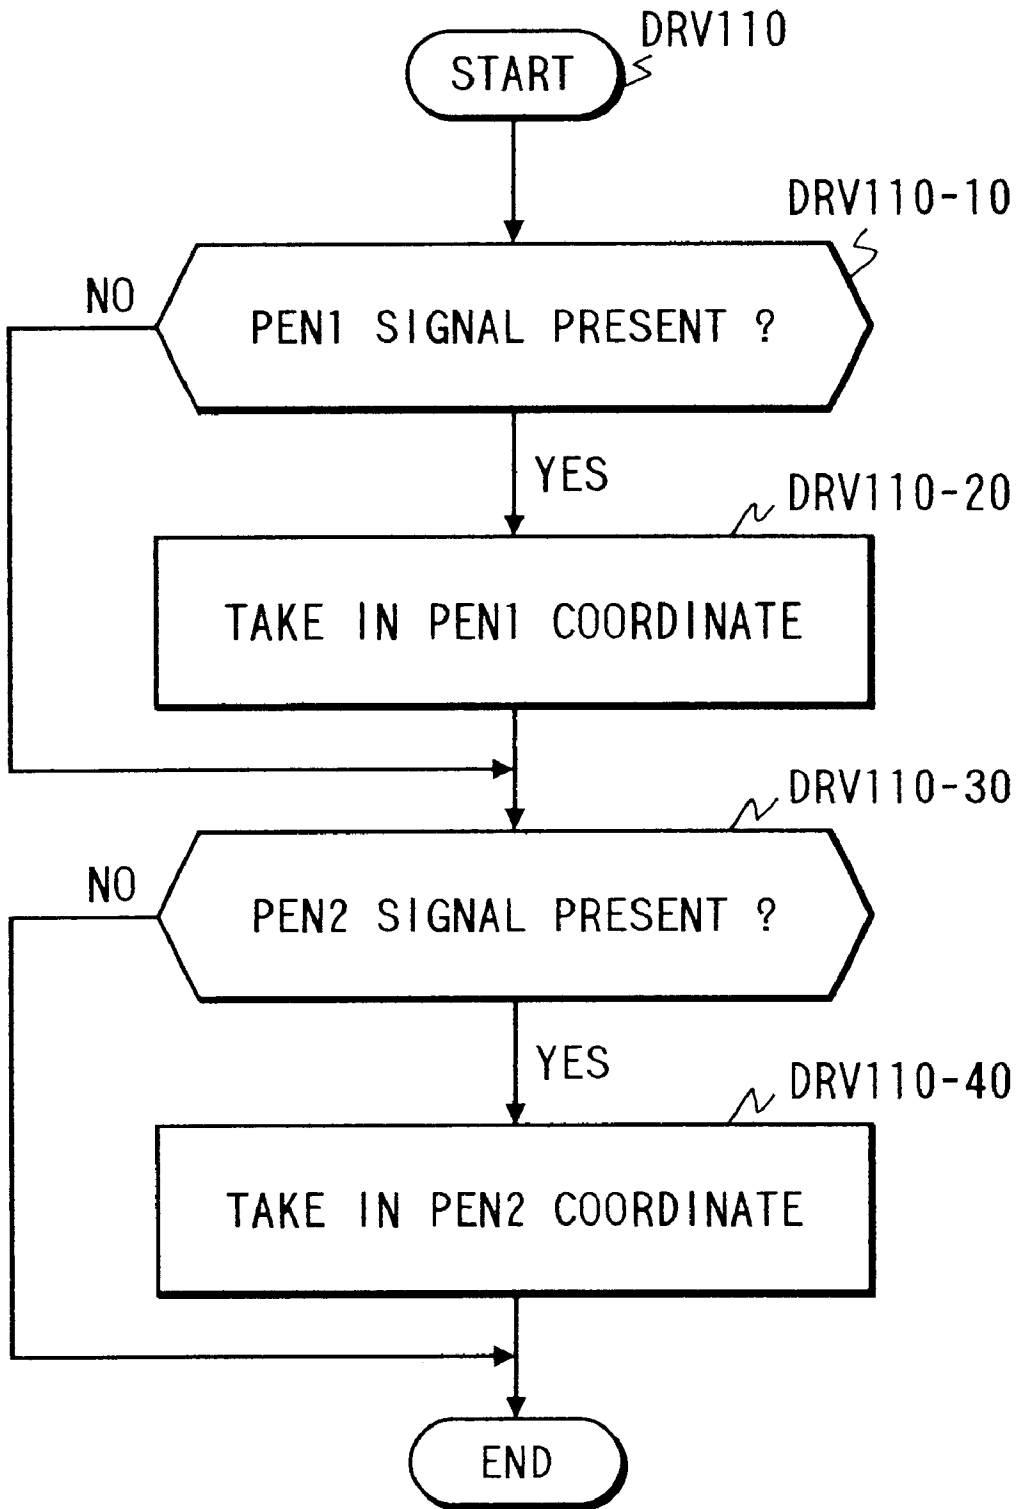 DRV110
START
DRV110-10
NO
PEN1 SIGNAL PRESENT ?
YES
DRV110-20
TAKE IN PEN1 COORDINATE
DRV110-30
NO
PEN2 SIGNAL PRESENT ?
YES
DRV110-40
TAKE IN PEN2 COORDINATE
END